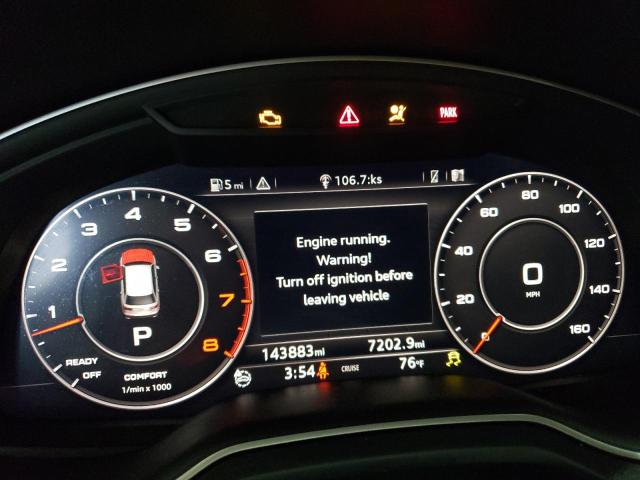 PARK
5 mi 106.7:ks
Engine running.
Warning!
Turn off ignition before
leaving vehicle
1 2 3 4 5 6 7 8
P
READY
OFF
COMFORT
1/min x 1000
0 20 40 60 80 100 120 140 160
0
MPH
143883mi 7202.9mi
3:54 CRUISE 76°F